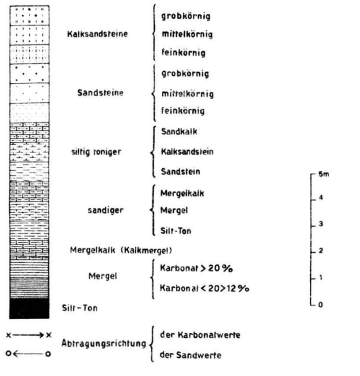 Kalksandsteine
grobkörnig
mittelkörnig
feinkörnig
Sandsteine
grobkörnig
mittelkörnig
feinkörnig
siltig toniger
Sandkalk
Kalksandstein
Sandstein
sandiger
Mergelkalk
Mergel
Silt-Ton
Mergelkalk (Kalkmergel)
Mergel
Karbonat > 20%
Karbonat < 20 > 12%
Silt-Ton
5m
4
3
2
1
0
x x
o o
Abtragungsrichtung
der Karbonatwerte
der Sandwerte